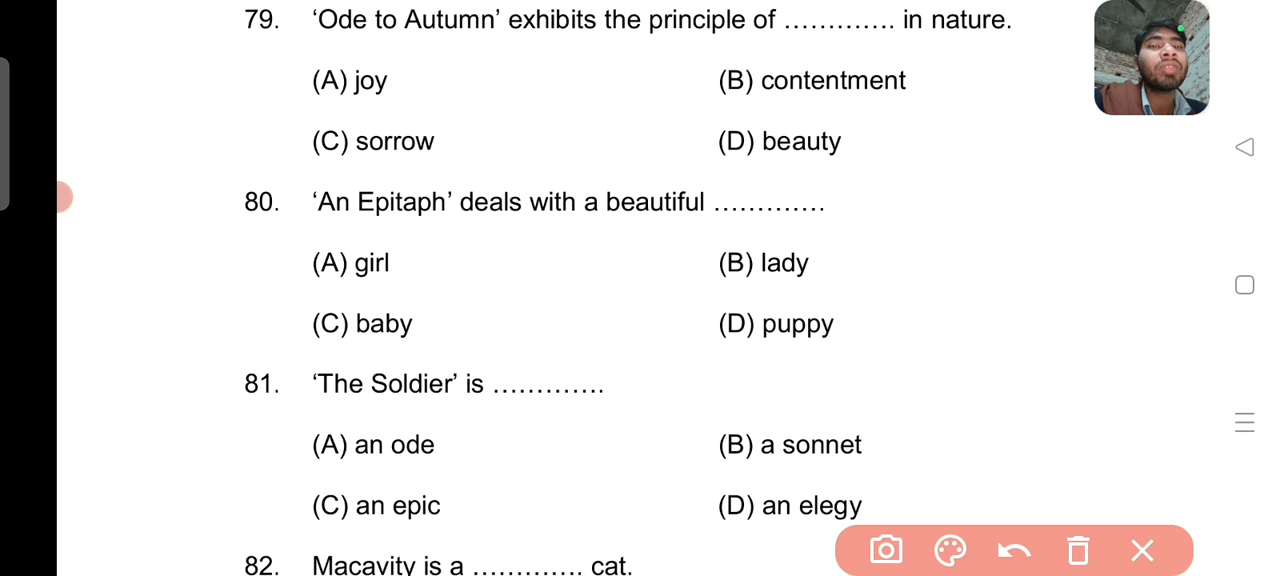 79. ‘Ode to Autumn’ exhibits the principle of …………. in nature.
(A) joy (B) contentment
(C) sorrow (D) beauty
80. ‘An Epitaph’ deals with a beautiful ………….
(A) girl (B) lady
(C) baby (D) puppy
81. ‘The Soldier’ is ………….
(A) an ode (B) a sonnet
(C) an epic (D) an elegy
82. Macavity is a …………. cat.